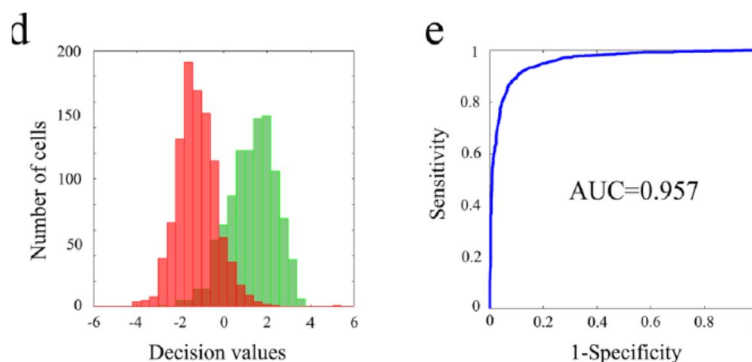 d
e
200
150
100
50
0
Number of cells
-6 -4 -2 0 2 4 6
Decision values
1
0.8
0.6
0.4
0.2
0
Sensitivity
AUC=0.957
0 0.2 0.4 0.6 0.8
1-Specificity